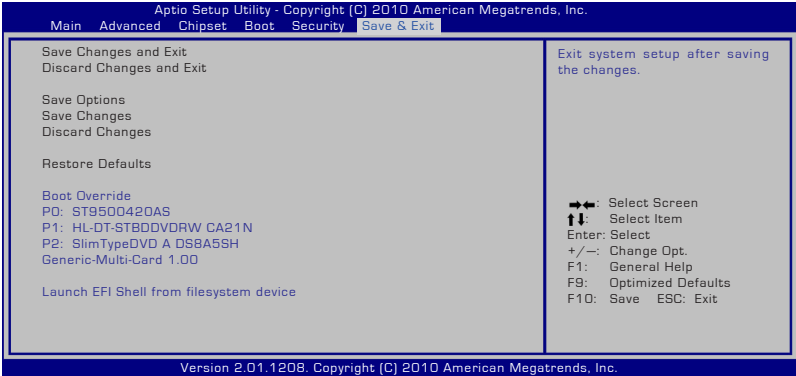 Aptio Setup Utility - Copyright (C) 2010 American Megatrends, Inc.
Main Advanced Chipset Boot Security Save & Exit
Save Changes and Exit
Discard Changes and Exit
Save Options
Save Changes
Discard Changes
Restore Defaults
Boot Override
P0: ST9500420AS
P1: HL-DT-STBDDVDRW CA21N
P2: SlimTypeDVD A DS8A5SH
Generic-Multi-Card 1.00
Launch EFI Shell from filesystem device
Exit system setup after saving
the changes.
→←: Select Screen
↑↓: Select Item
Enter: Select
+/—: Change Opt.
F1: General Help
F9: Optimized Defaults
F10: Save ESC: Exit
Version 2.01.1208. Copyright (C) 2010 American Megatrends, Inc.